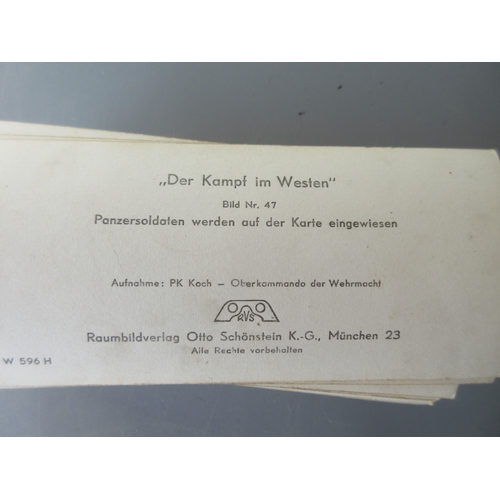 „Der Kampf im Westen"
Bild Nr. 47
Panzersoldaten werden auf der Karte eingewiesen
Aufnahme: PK Koch – Oberkommando der Wehrmacht
RVS
Raumbildverlag Otto Schönstein K.-G., München 23
Alle Rechte vorbehalten
W 596 H